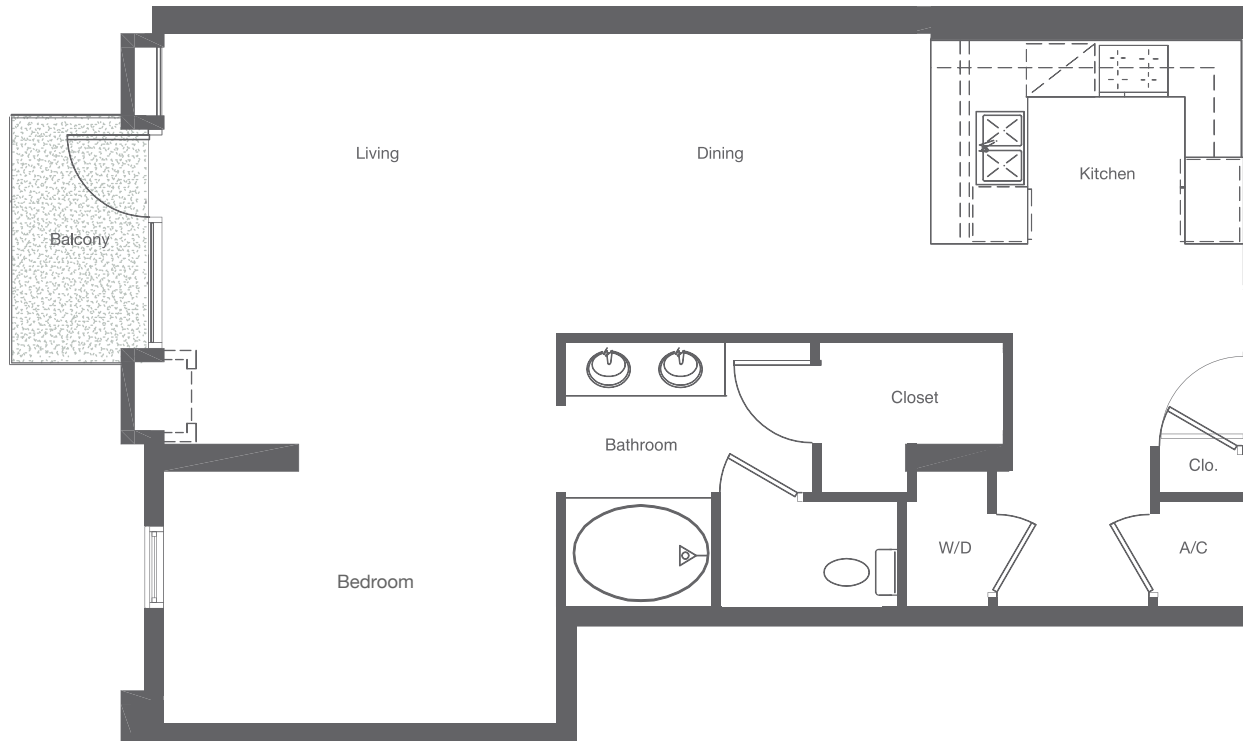 Living
Dining
Kitchen
Balcony
Closet
Bathroom
Clo.
W/D
A/C
Bedroom